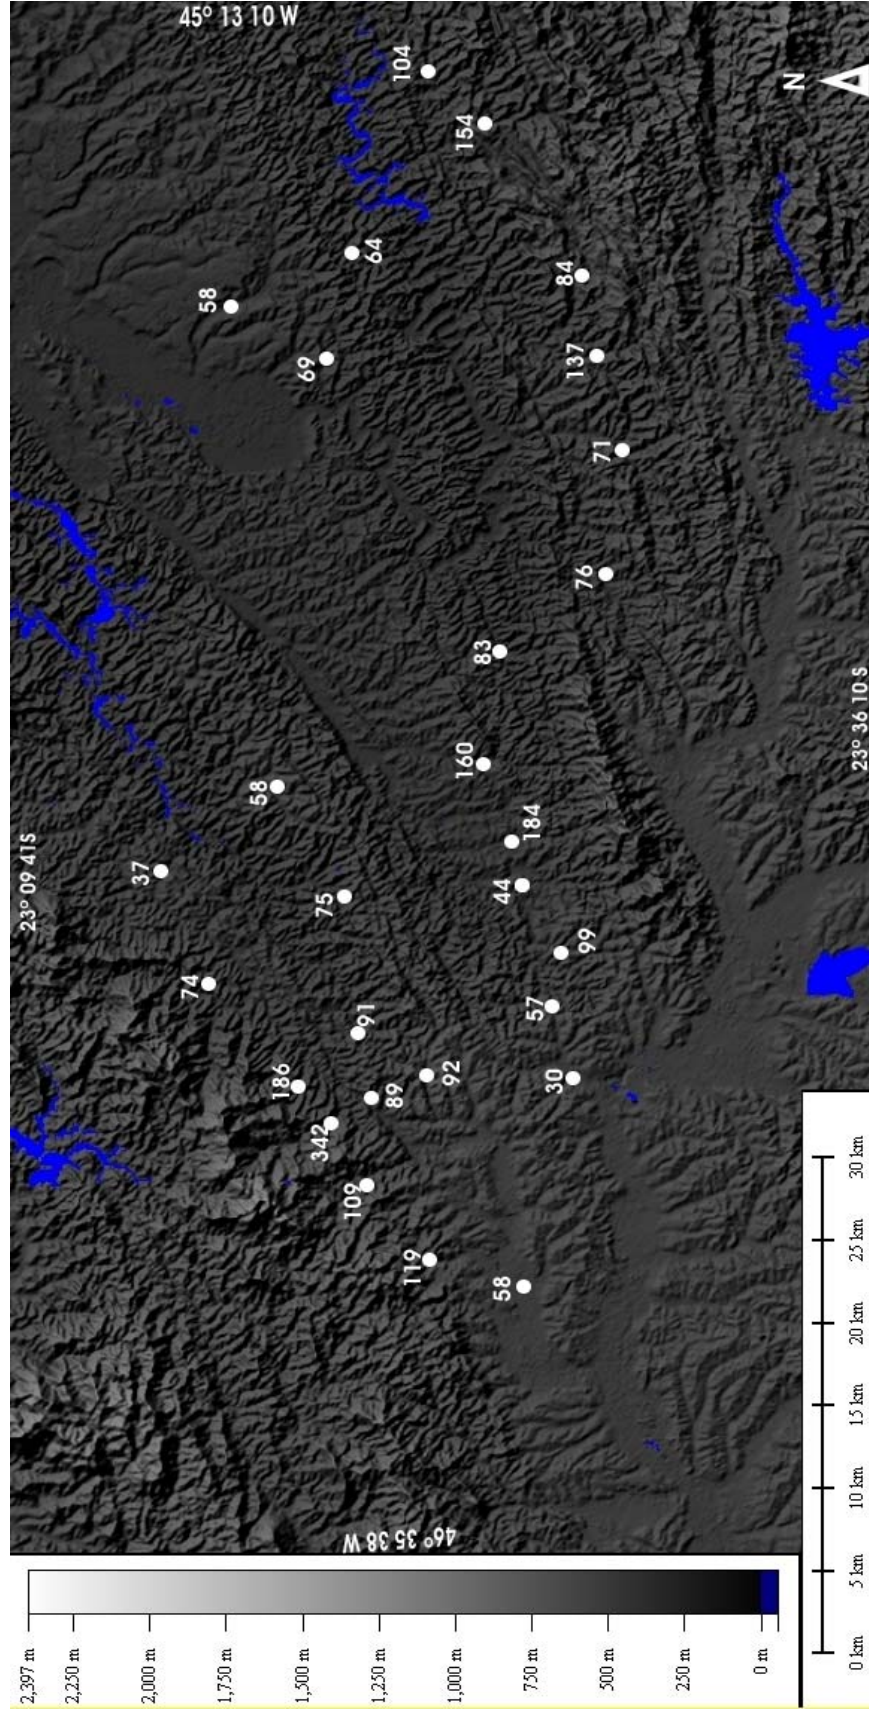 45° 13 10 W
104
154
N
64
58
84
69
137
71
76
83
23° 36 10 S
160
58
184
23° 09 41S
37
44
75
99
74
57
91
92
30
186
89
342
109
119
58
46° 35 38 W
2,397 m
2,250 m
2,000 m
1,750 m
1,500 m
1,250 m
1,000 m
750 m
500 m
250 m
0 m
0 km
5 km
10 km
15 km
20 km
25 km
30 km